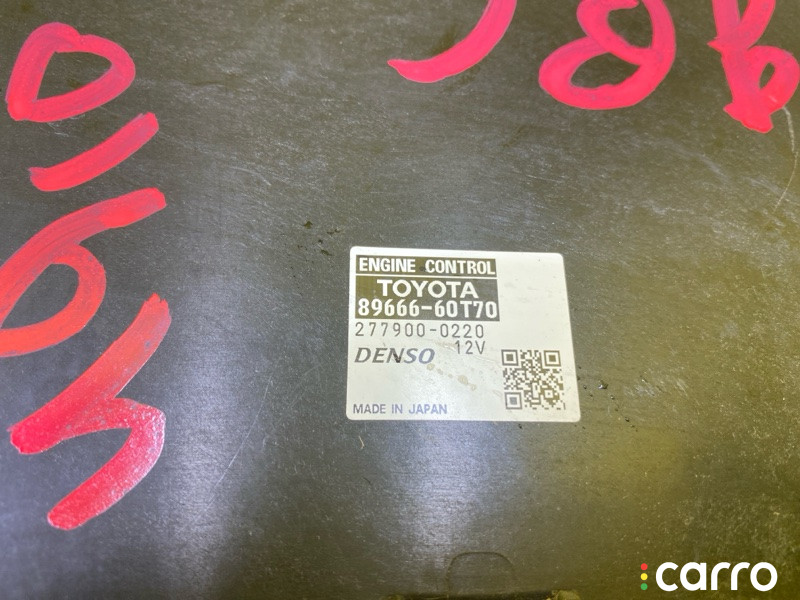 ENGINE CONTROL
TOYOTA
89666-60T70
277900-0220
12V
DENSO
MADE IN JAPAN
carro